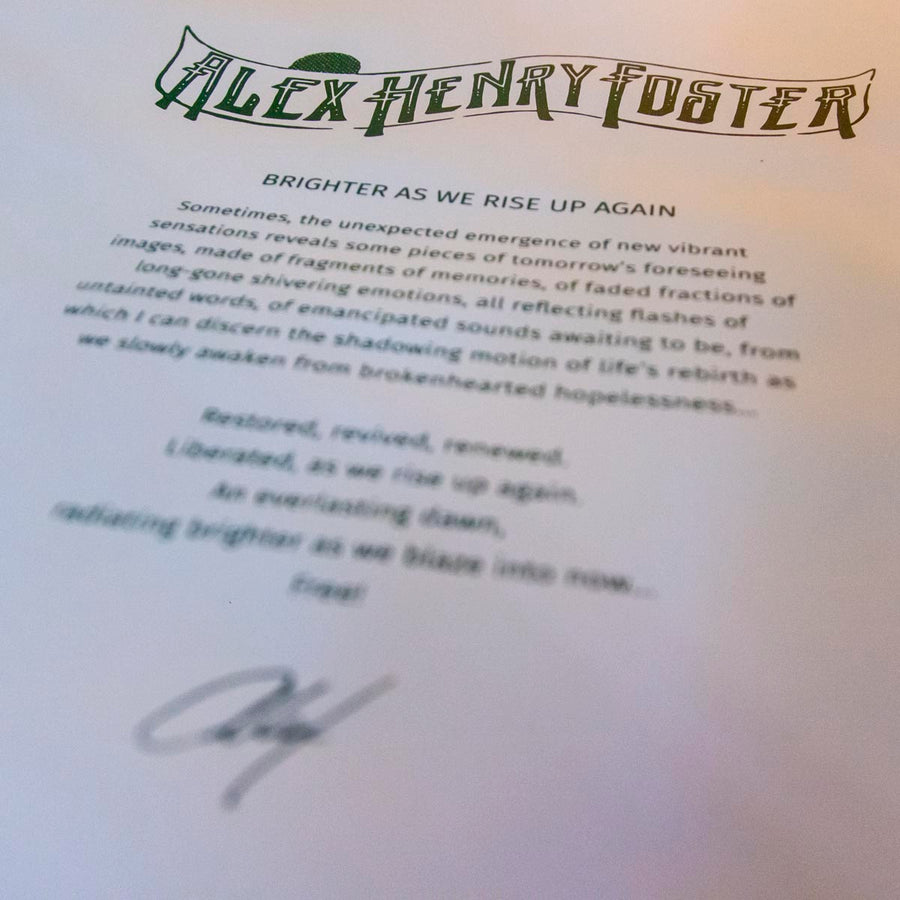 ALEX HENRY FOSTER
BRIGHTER AS WE RISE UP AGAIN
Sometimes, the unexpected emergence of new vibrant
sensations reveals some pieces of tomorrow's foreseeing
images, made of fragments of memories, of faded fractions of
long-gone shivering emotions, all reflecting flashes of
untainted words, of emancipated sounds awaiting to be, from
which I can discern the shadowing motion of life's rebirth as
we slowly awaken from brokenhearted hopelessness...
Restored, revived, renewed.
Liberated, as we rise up again.
An everlasting dawn,
radiating brighter as we blaze into now...
Free!